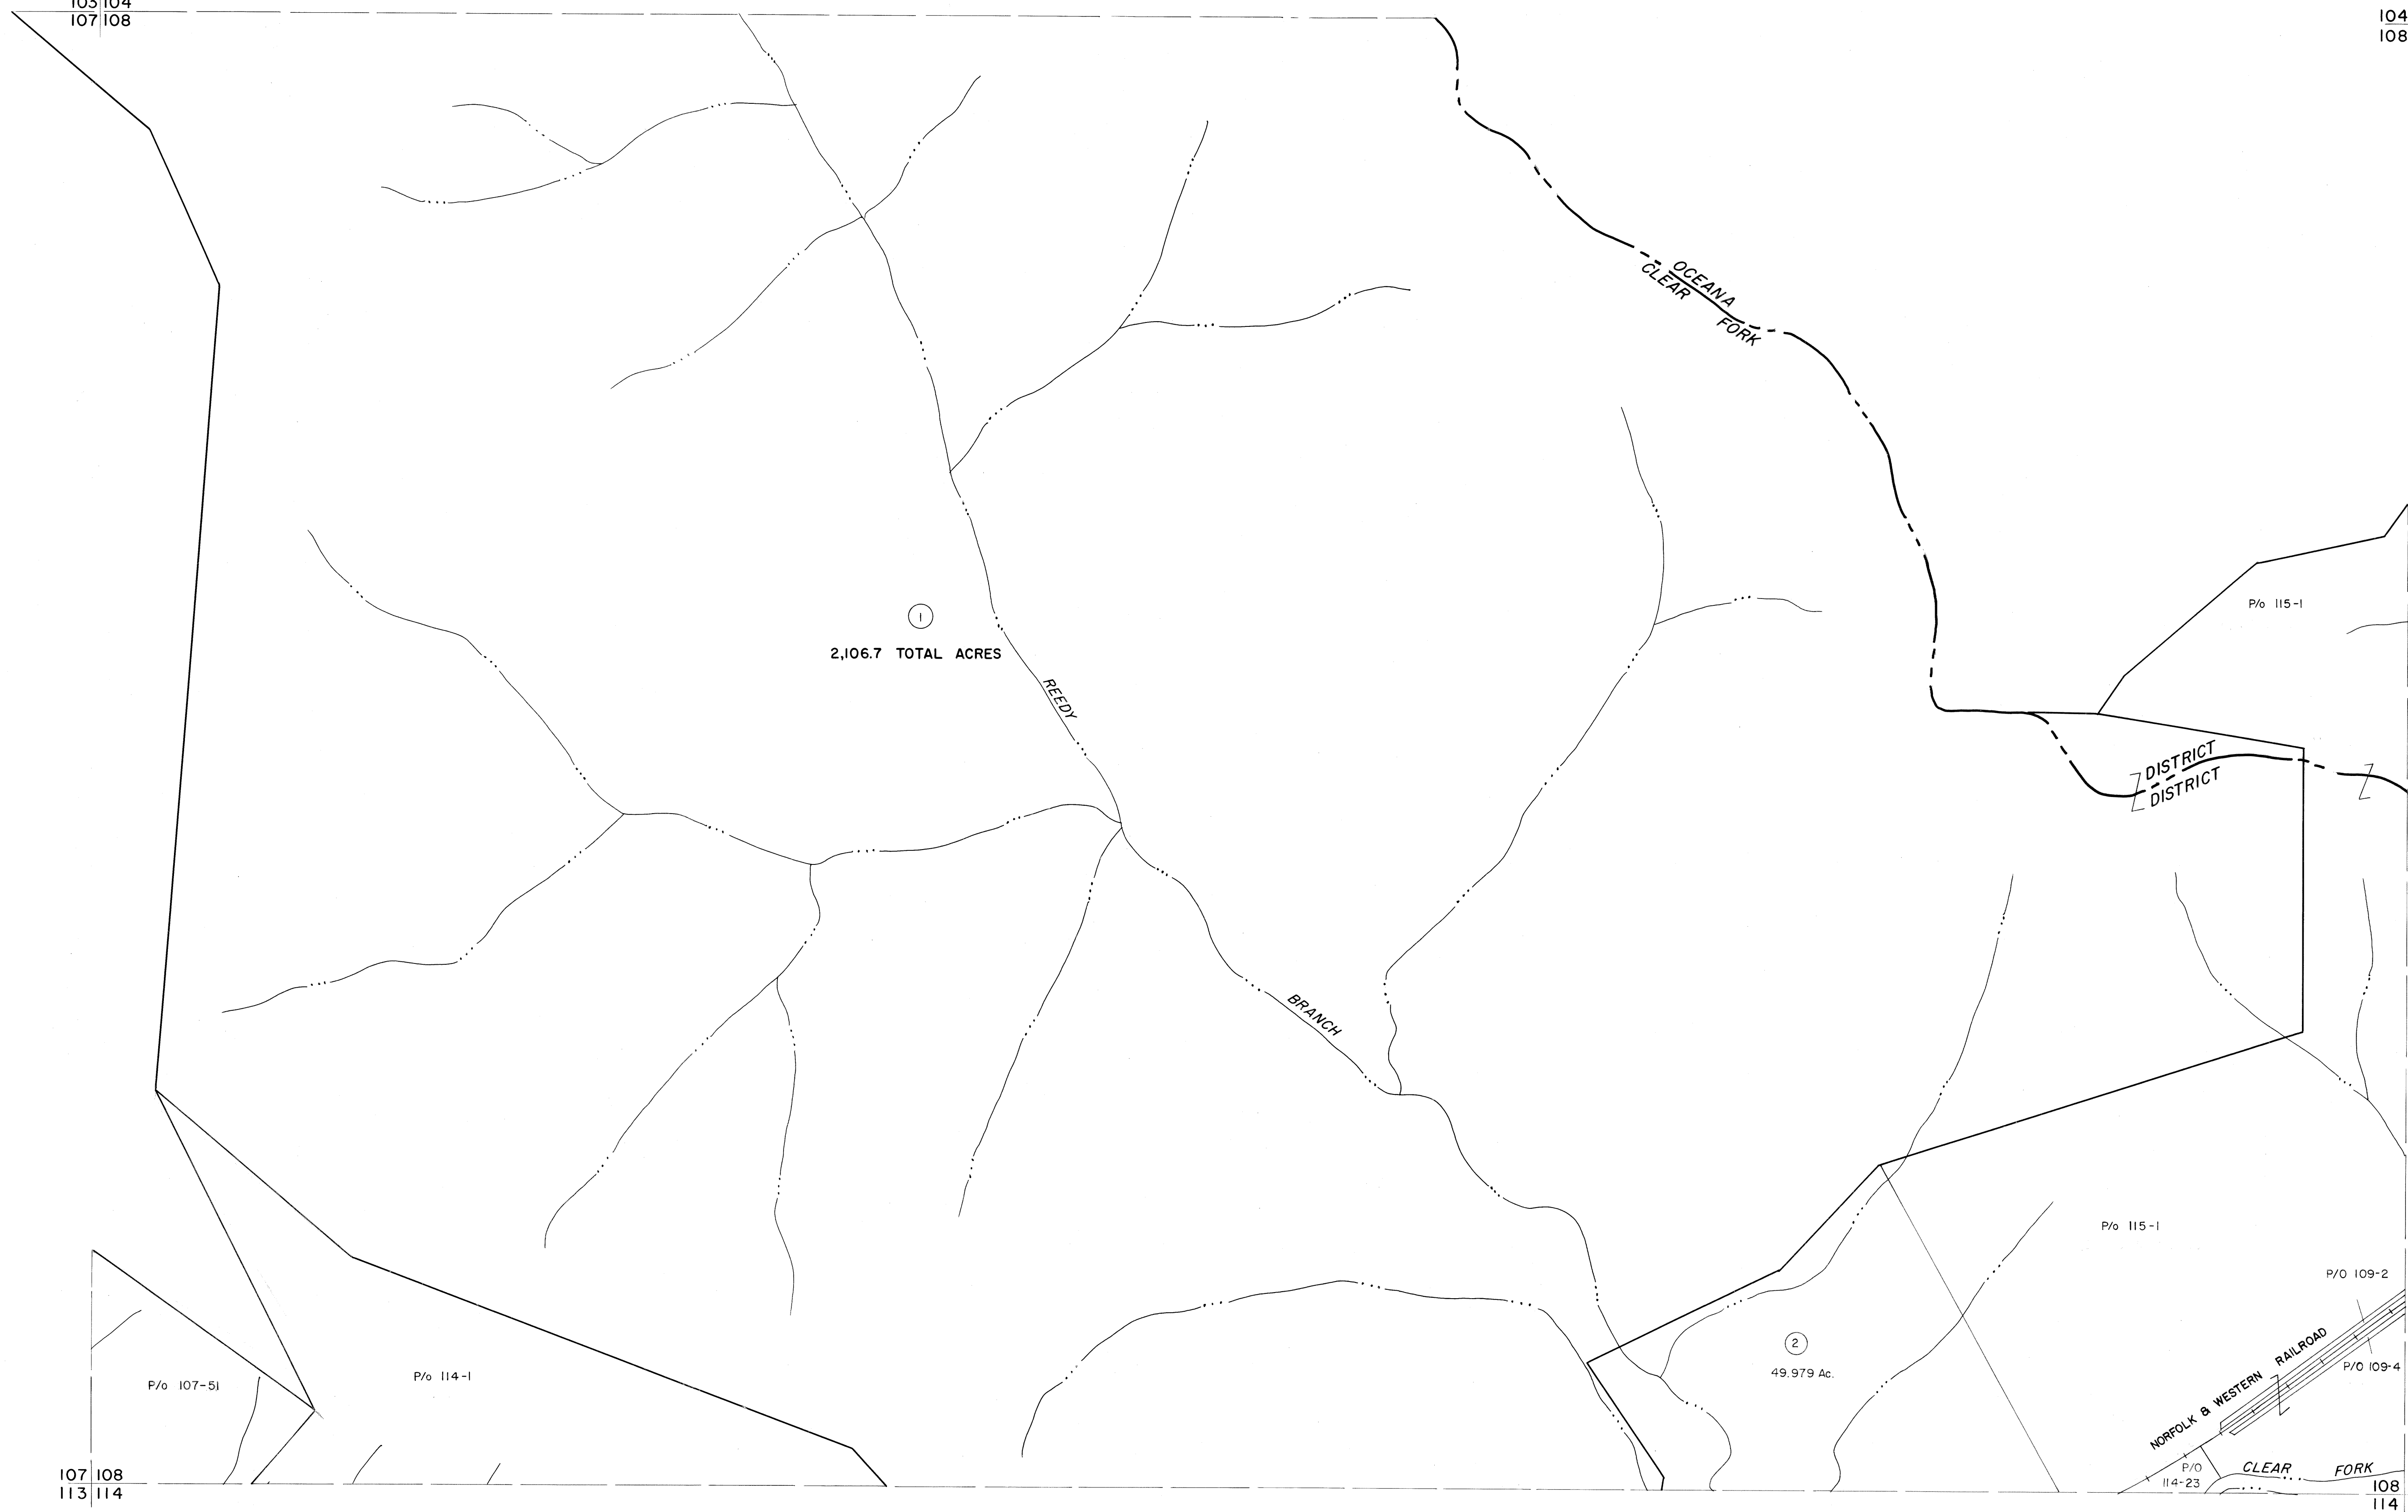 103 104
107 108
104
108
OCEANA
CLEAR FORK
P/o 115-1
1
2,106.7 TOTAL ACRES
REEDY
DISTRICT
DISTRICT
BRANCH
P/o 115-1
P/O 109-2
2
49.979 Ac.
NORFOLK & WESTERN RAILROAD
P/O 109-4
P/o 114-1
P/o 107-51
P/O
114-23
CLEAR FORK
107 108
113 114
108
114